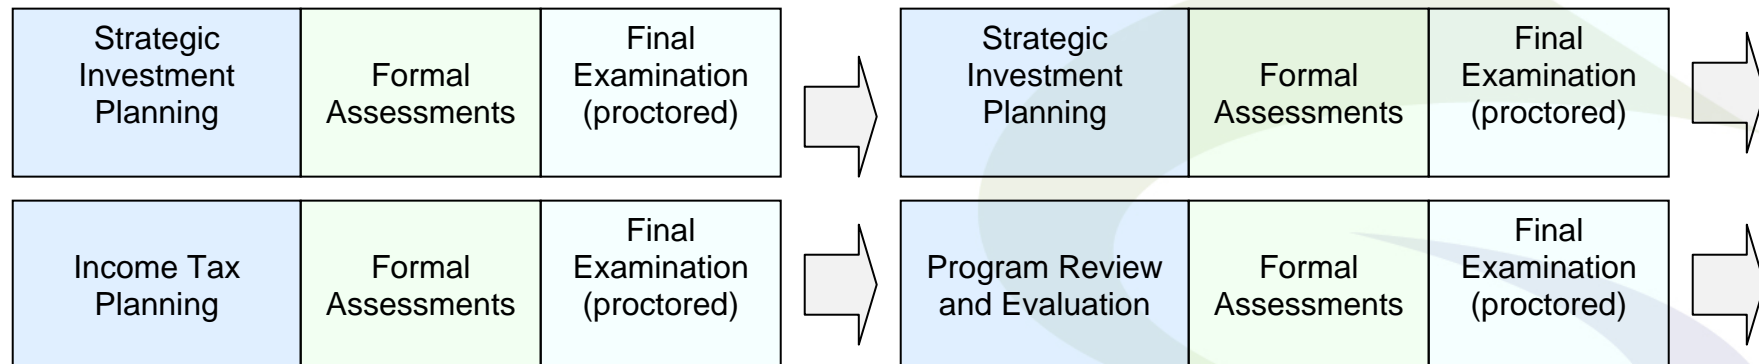 Strategic
Investment
Planning
Formal
Assessments
Final
Examination
(proctored)
Strategic
Investment
Planning
Formal
Assessments
Final
Examination
(proctored)
Income Tax
Planning
Formal
Assessments
Final
Examination
(proctored)
Program Review
and Evaluation
Formal
Assessments
Final
Examination
(proctored)